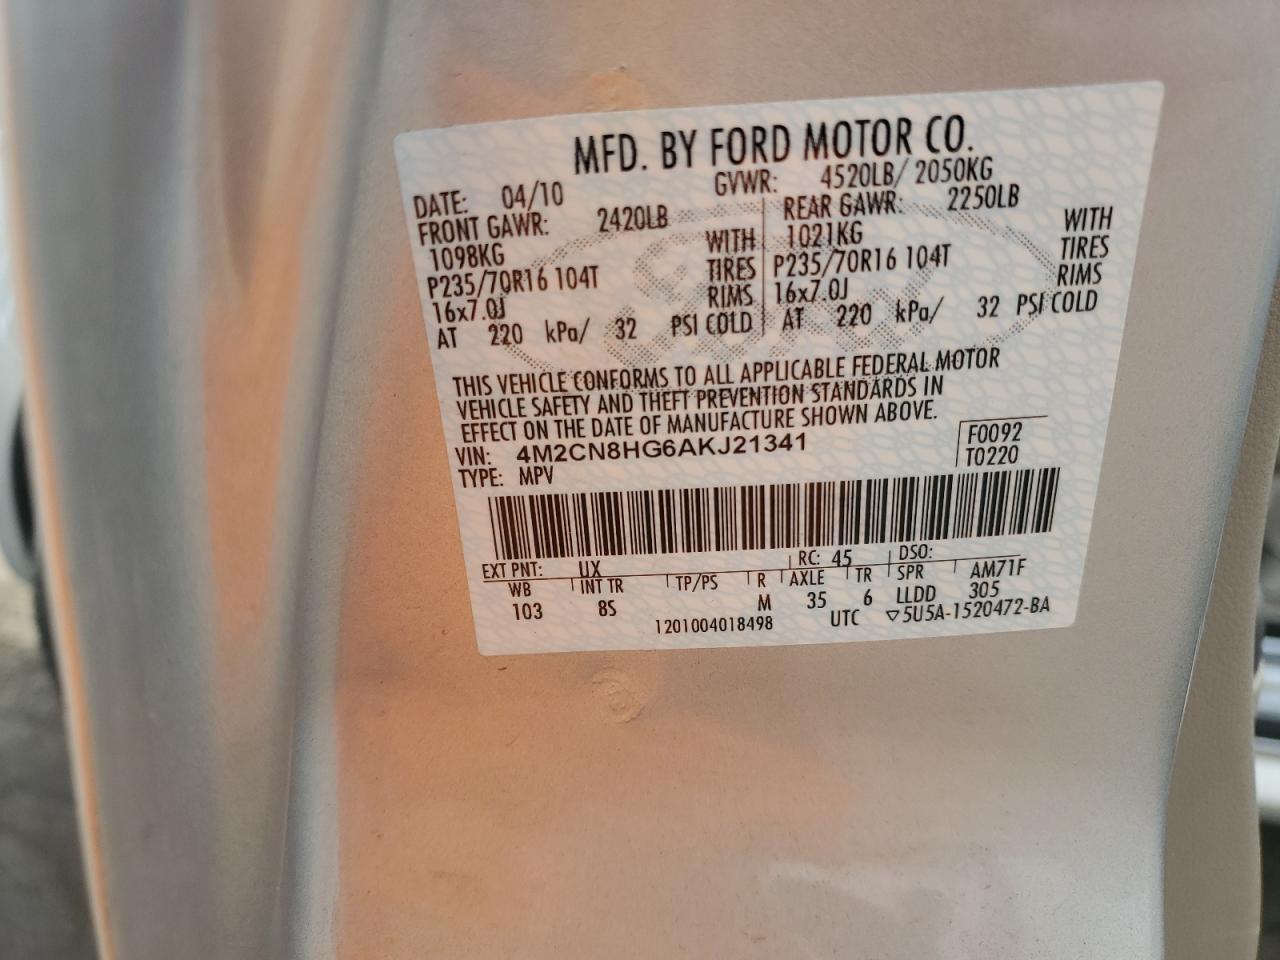 MFD. BY FORD MOTOR CO.
DATE: 04/10 GVWR: 4520LB/ 2050KG
FRONT GAWR: 2420LB REAR GAWR: 2250LB
1098KG WITH 1021KG WITH
P235/70R16 104T TIRES P235/70R16 104T TIRES
16x7.0J RIMS 16x7.0J RIMS
AT 220 kPa/ 32 PSI COLD AT 220 kPa/ 32 PSI COLD
THIS VEHICLE CONFORMS TO ALL APPLICABLE FEDERAL MOTOR
VEHICLE SAFETY AND THEFT PREVENTION STANDARDS IN
EFFECT ON THE DATE OF MANUFACTURE SHOWN ABOVE.
VIN: 4M2CN8HG6AKJ21341 F0092
TYPE: MPV T0220
EXT PNT: UX RC: 45 DSO:
WB INT TR TP/PS R AXLE TR SPR AM71F
103 8S M 35 6 LLDD 305
1201004018498 UTC ▽5U5A-1520472-BA